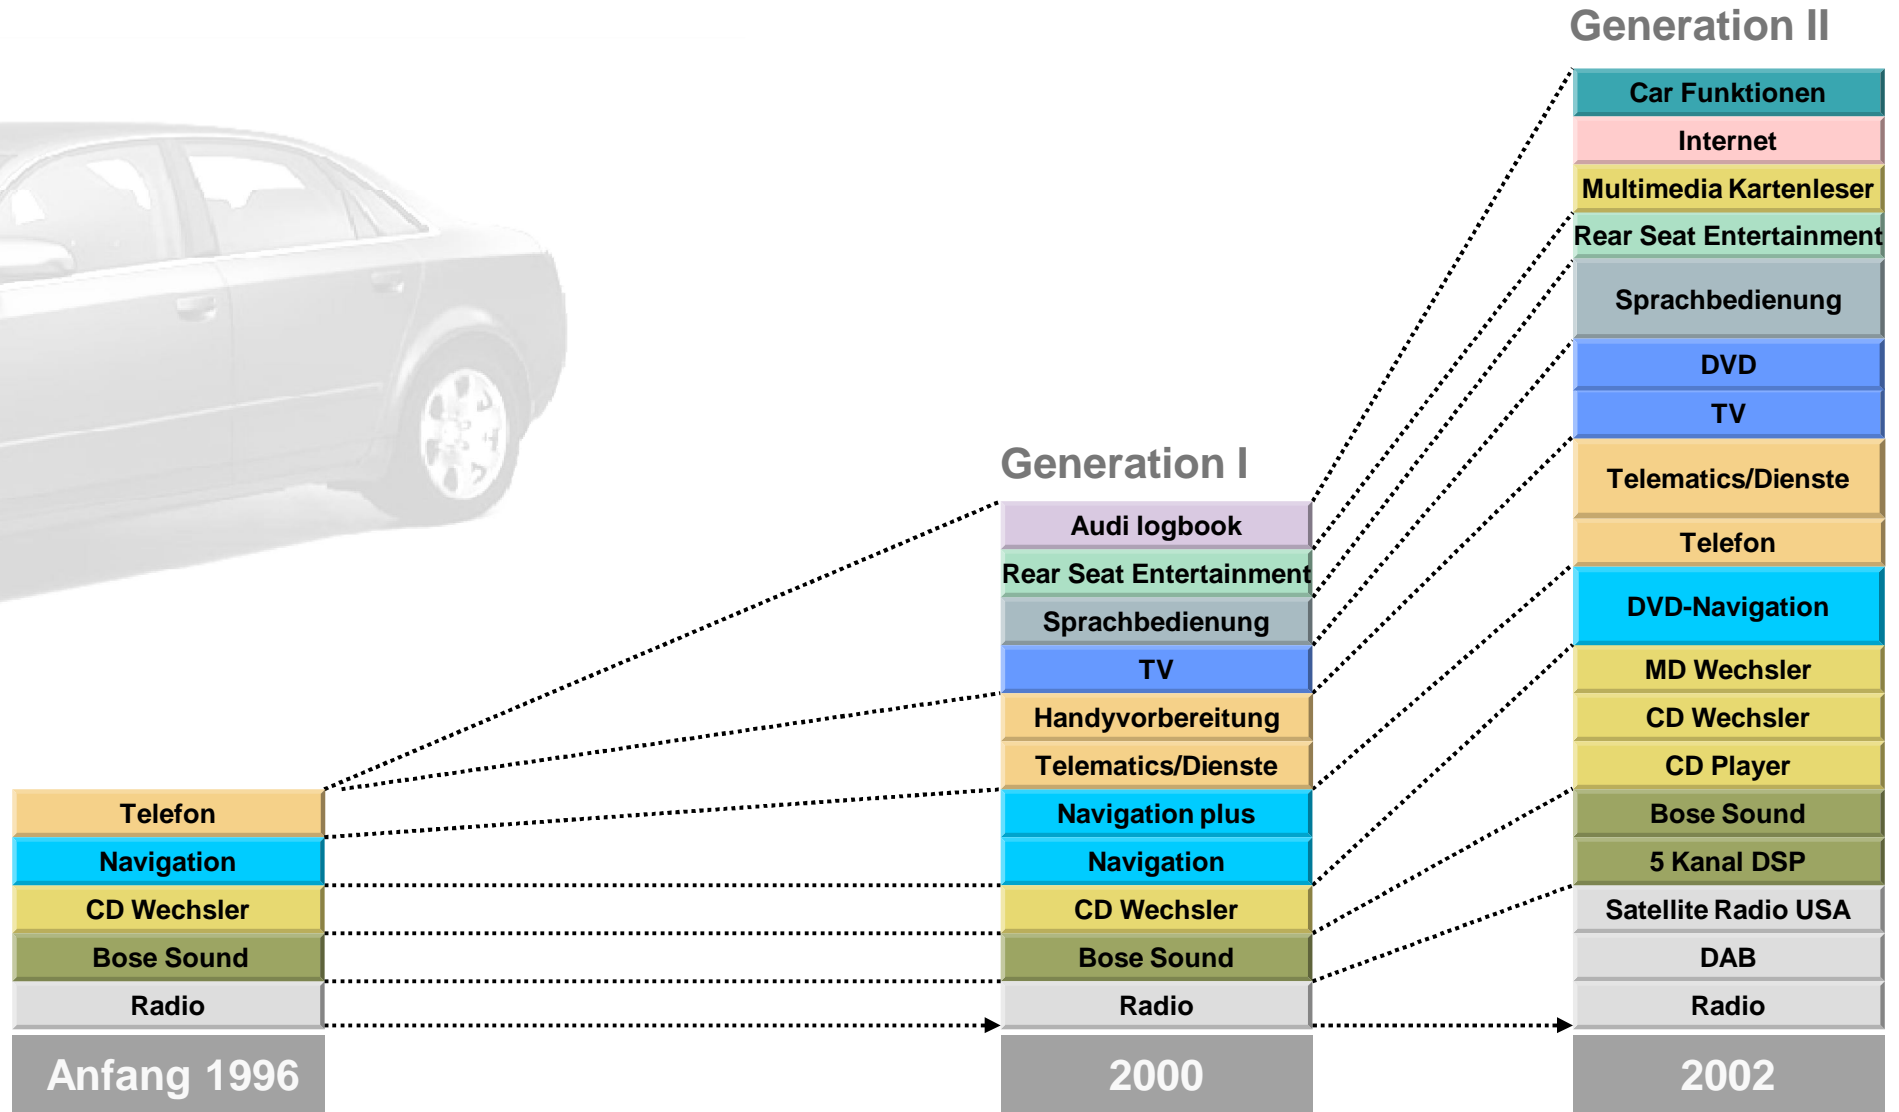 Generation II
Car Funktionen
Internet
Multimedia Kartenleser
Rear Seat Entertainment
Sprachbedienung
DVD
TV
Telematics/Dienste
Telefon
DVD-Navigation
MD Wechsler
CD Wechsler
CD Player
Bose Sound
5 Kanal DSP
Satellite Radio USA
DAB
Radio
2002
Generation I
Audi logbook
Rear Seat Entertainment
Sprachbedienung
TV
Handyvorbereitung
Telematics/Dienste
Navigation plus
Navigation
CD Wechsler
Bose Sound
Radio
2000
Telefon
Navigation
CD Wechsler
Bose Sound
Radio
Anfang 1996